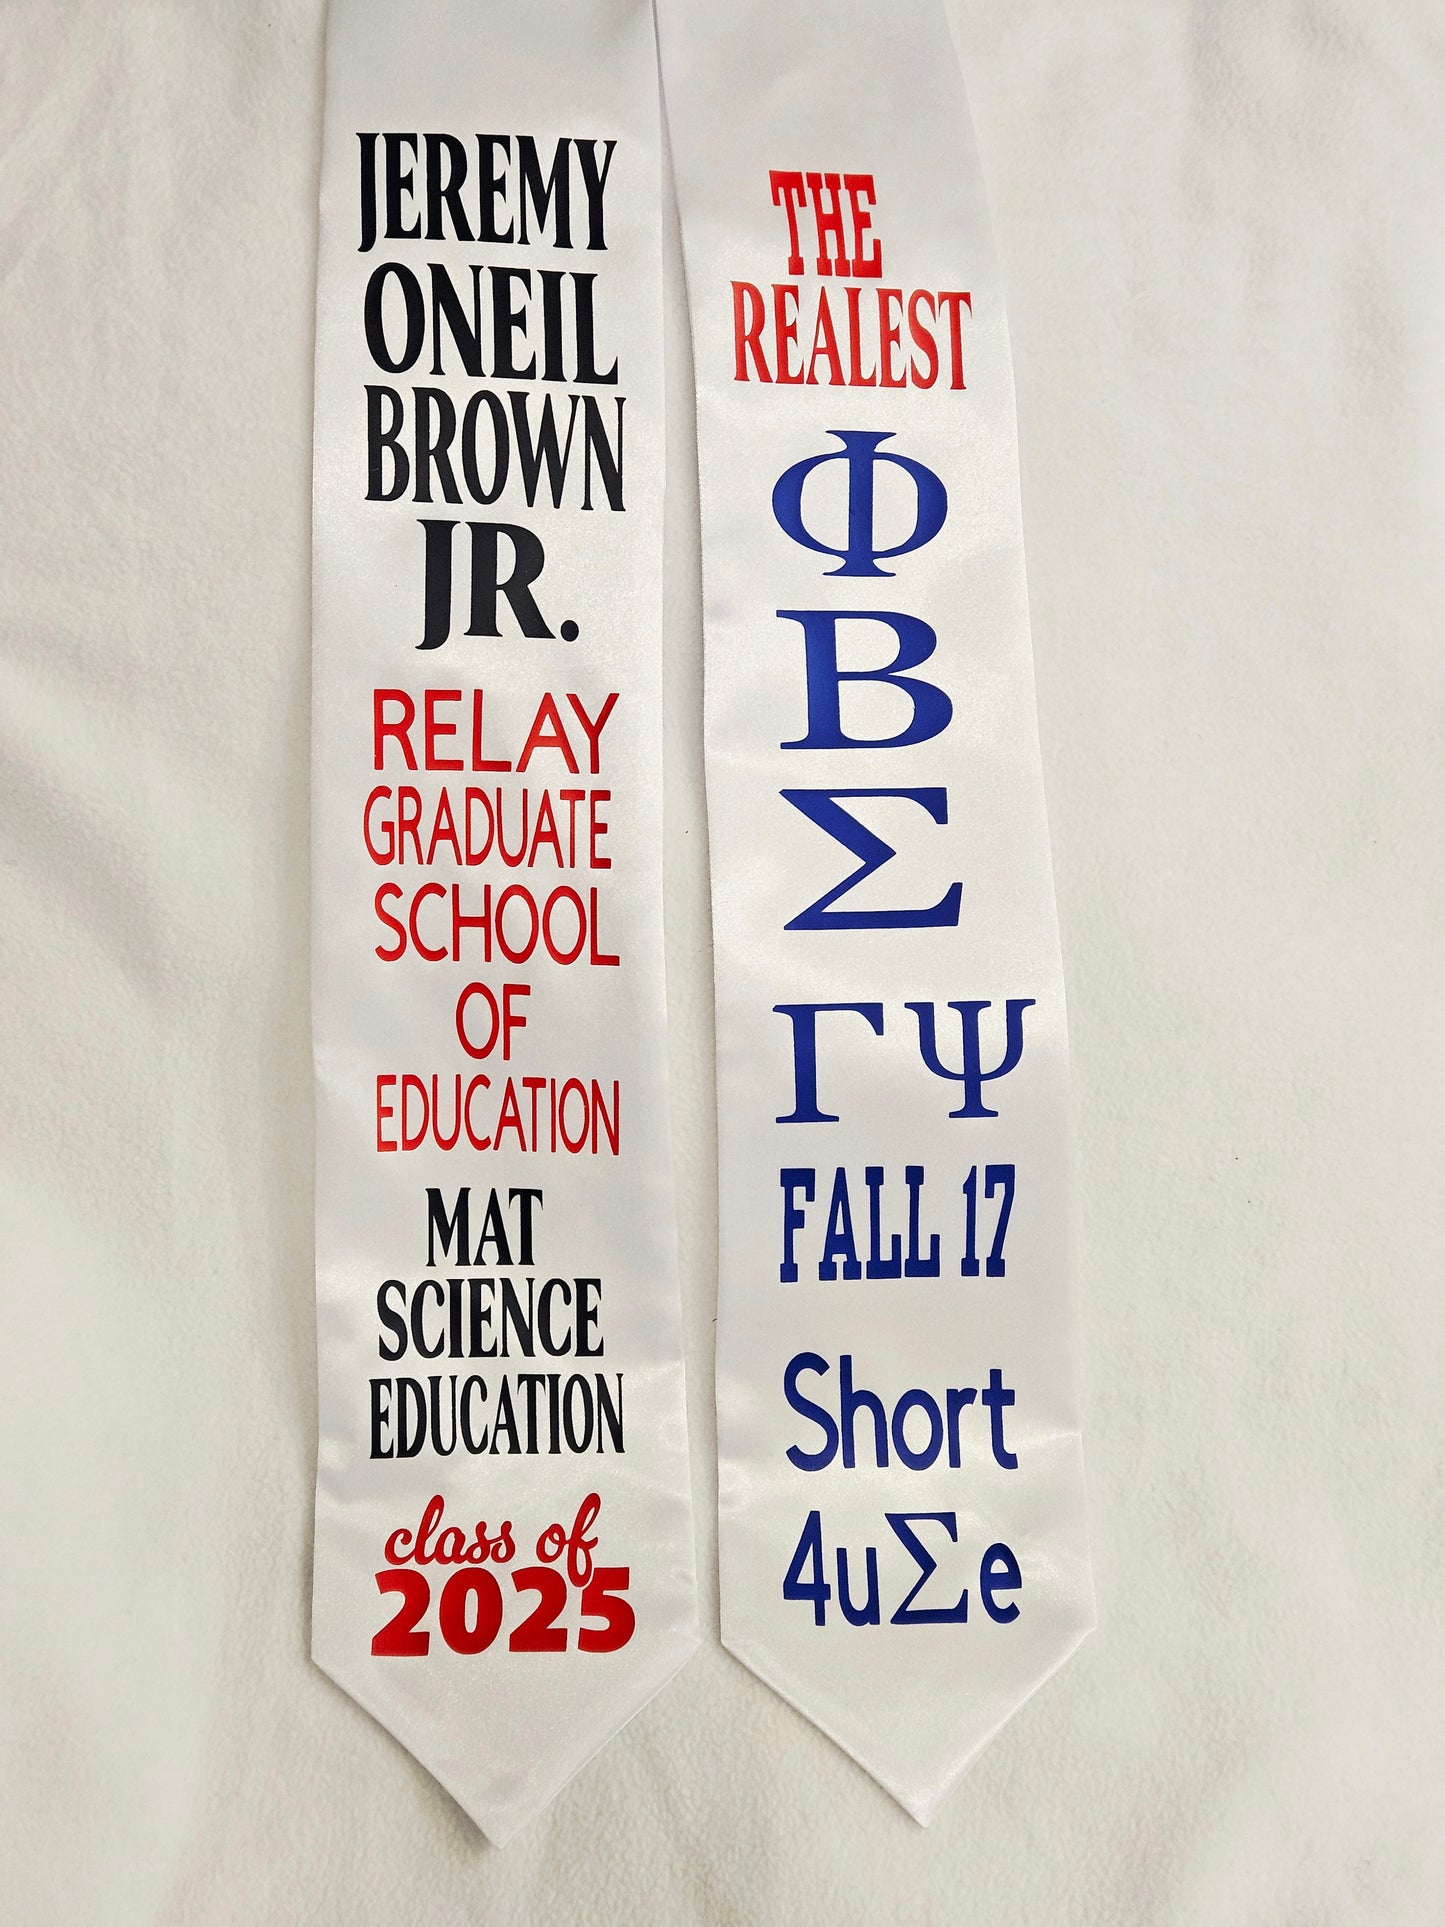 JEREMY
ONEIL
BROWN
JR.
RELAY
GRADUATE
SCHOOL
OF
EDUCATION
MAT
SCIENCE
EDUCATION
class of
2025
THE
REALEST
Φ
Β
Σ
ΓΨ
FALL 17
Short
4uΣe